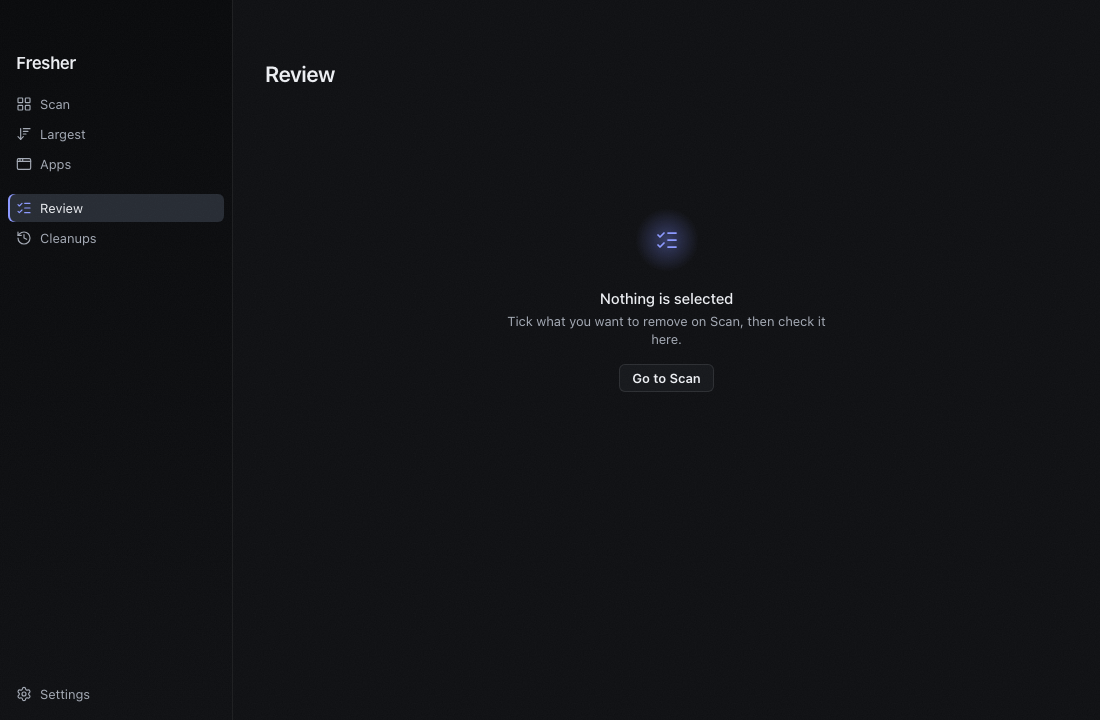 Fresher
Scan
Largest
Apps
Review
Cleanups
Settings
Review
Nothing is selected
Tick what you want to remove on Scan, then check it
here.
Go to Scan